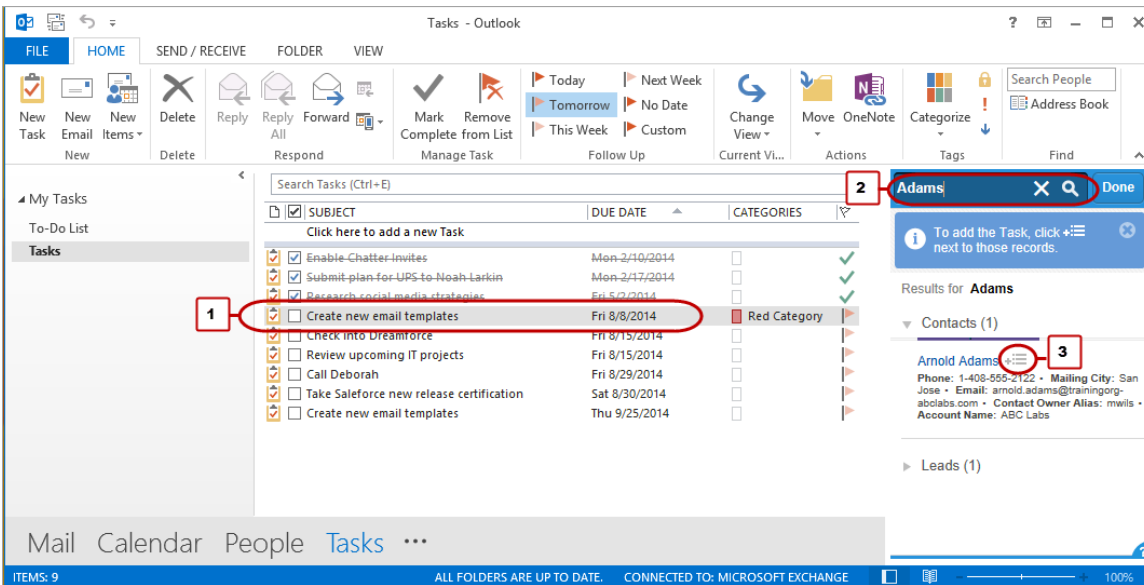 Tasks - Outlook
FILE HOME SEND / RECEIVE FOLDER VIEW
New Task
New Email
New Items
New
Delete
Delete
Reply
Reply All
Forward
Respond
Mark Complete
Remove from List
Manage Task
Today
Tomorrow
This Week
Next Week
No Date
Custom
Follow Up
Change View
Current Vi...
Move
OneNote
Actions
Categorize
Tags
Search People
Address Book
Find
My Tasks
To-Do List
Tasks
Search Tasks (Ctrl+E)
SUBJECT DUE DATE CATEGORIES
Click here to add a new Task
Enable Chatter Invites Mon 2/10/2014
Submit plan for UPS to Noah Larkin Mon 2/17/2014
Research social media strategies Fri 5/2/2014
1
Create new email templates Fri 8/8/2014 Red Category
Check into Dreamforce Fri 8/15/2014
Review upcoming IT projects Fri 8/15/2014
Call Deborah Fri 8/29/2014
Take Saleforce new release certification Sat 8/30/2014
Create new email templates Thu 9/25/2014
2
Adams
Done
To add the Task, click
next to those records.
Results for Adams
Contacts (1)
Arnold Adams
3
Phone: 1-408-555-2122 • Mailing City: San
Jose • Email: arnold.adams@trainingorg-
abclabs.com • Contact Owner Alias: mwils •
Account Name: ABC Labs
Leads (1)
Mail Calendar People Tasks •••
ITEMS: 9 ALL FOLDERS ARE UP TO DATE. CONNECTED TO: MICROSOFT EXCHANGE 100%